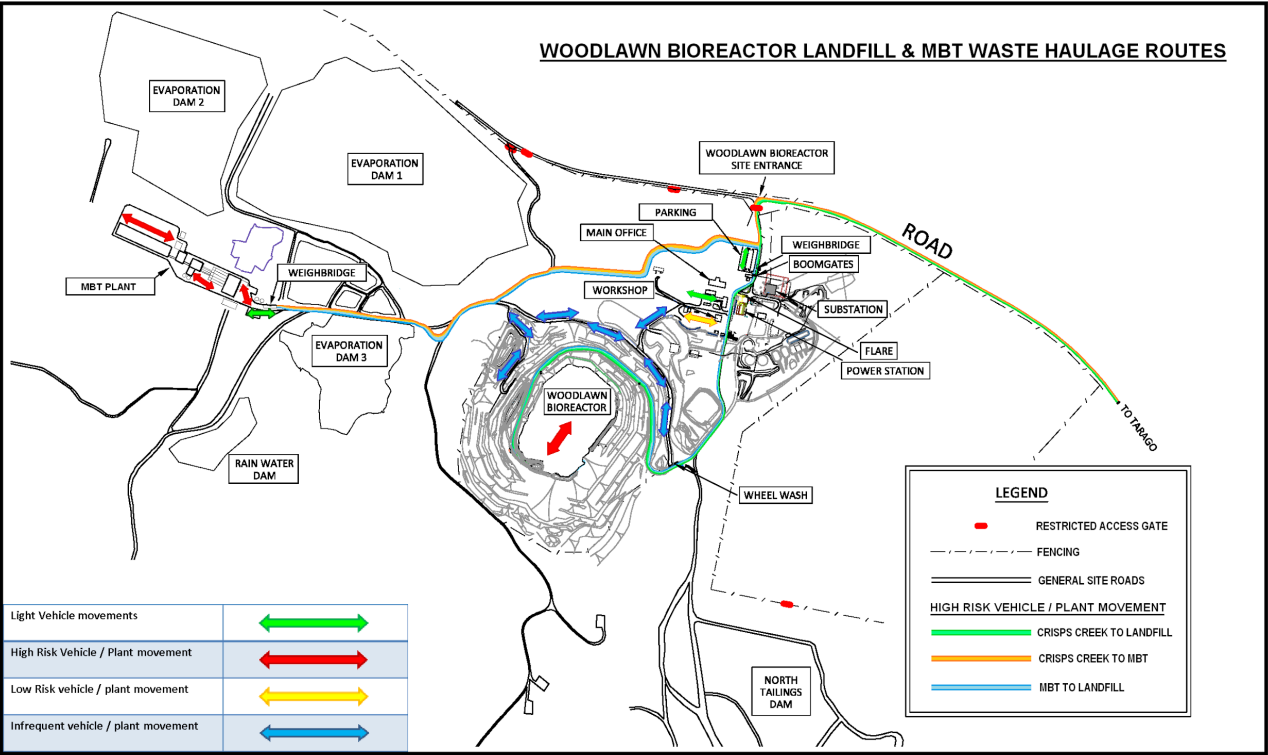 WOODLAWN BIOREACTOR LANDFILL & MBT WASTE HAULAGE ROUTES
EVAPORATION
DAM 2
EVAPORATION
DAM 1
WOODLAWN BIOREACTOR
SITE ENTRANCE
PARKING
MAIN OFFICE
ROAD
WEIGHBRIDGE
BOOMGATES
WEIGHBRIDGE
MBT PLANT
WORKSHOP
SUBSTATION
EVAPORATION
DAM 3
FLARE
POWER STATION
WOODLAWN
BIOREACTOR
TO TARAGO
RAIN WATER
DAM
WHEEL WASH
NORTH
TAILINGS
DAM
LEGEND
RESTRICTED ACCESS GATE
FENCING
GENERAL SITE ROADS
HIGH RISK VEHICLE / PLANT MOVEMENT
CRISPS CREEK TO LANDFILL
CRISPS CREEK TO MBT
MBT TO LANDFILL
Light Vehicle movements
High Risk Vehicle / Plant movement
Low Risk vehicle / plant movement
Infrequent vehicle / plant movement